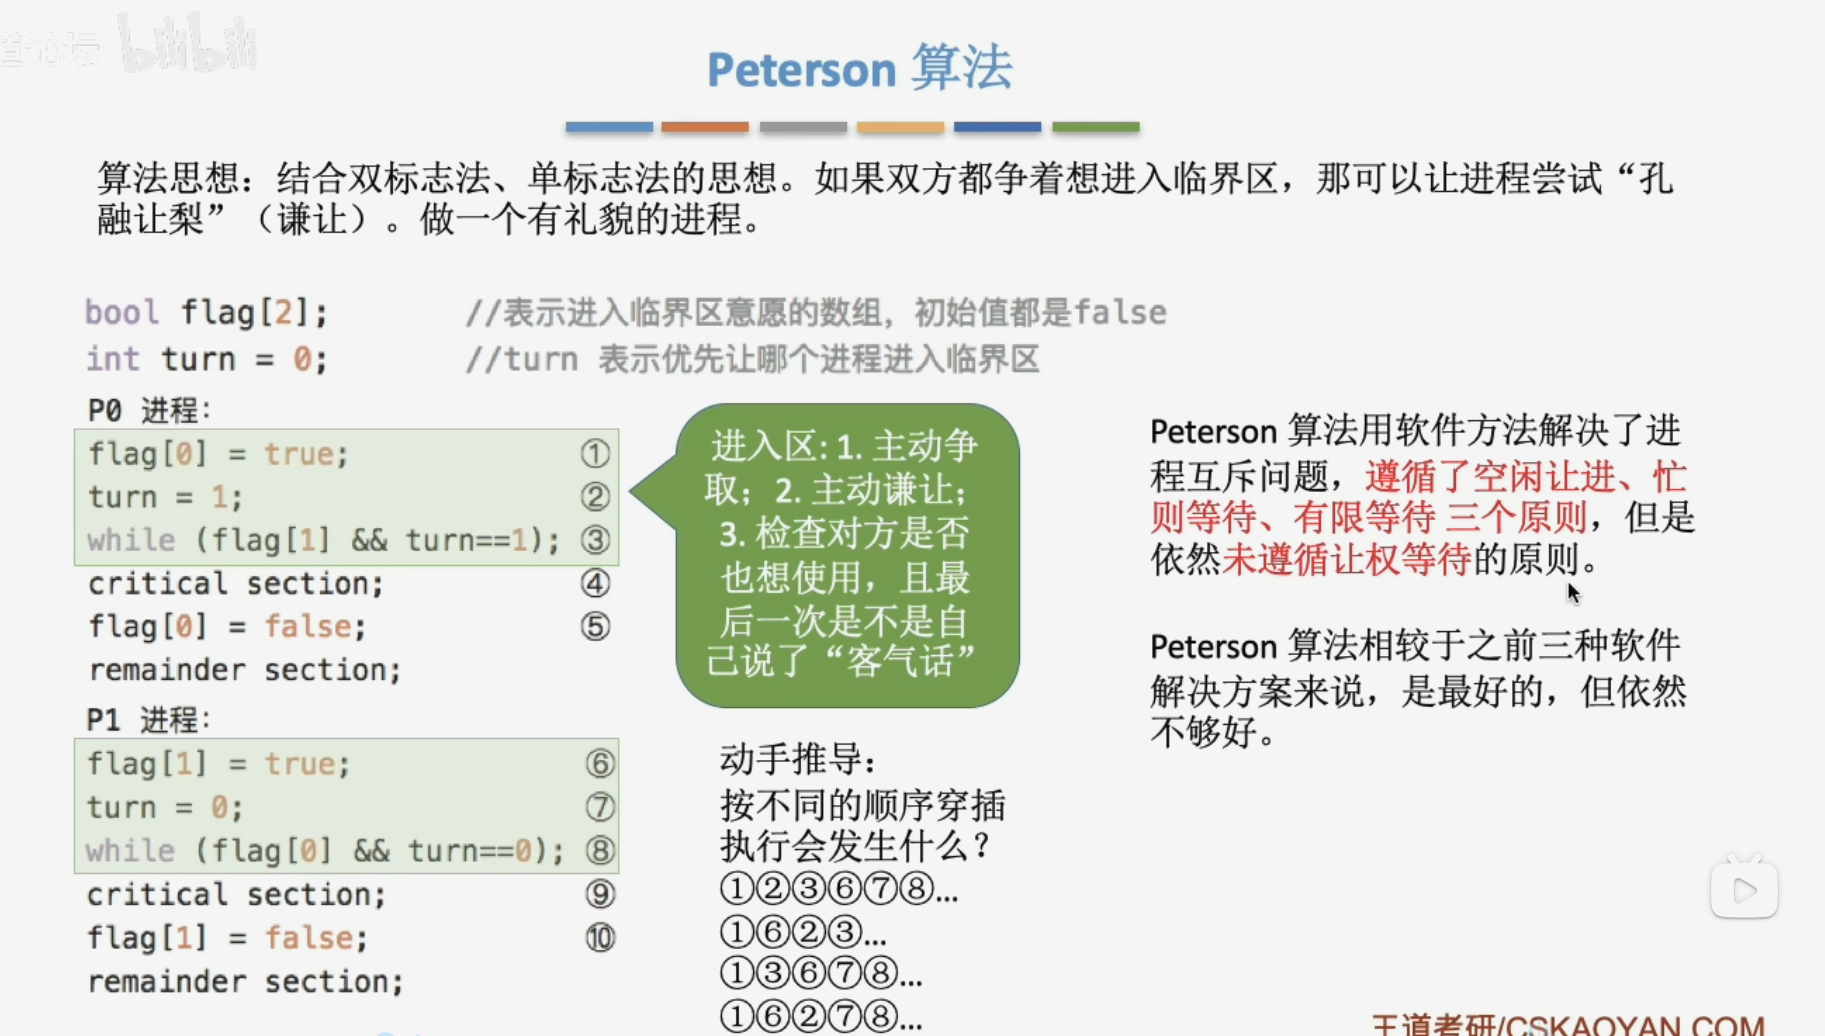 道论坛 bilibili
Peterson 算法
算法思想：结合双标志法、单标志法的思想。如果双方都争着想进入临界区，那可以让进程尝试“孔
融让梨”（谦让）。做一个有礼貌的进程。
bool flag[2]; //表示进入临界区意愿的数组，初始值都是false
int turn = 0; //turn 表示优先让哪个进程进入临界区
P0 进程：
flag[0] = true; ①
turn = 1; ②
while (flag[1] && turn==1); ③
critical section; ④
flag[0] = false; ⑤
remainder section;
P1 进程：
flag[1] = true; ⑥
turn = 0; ⑦
while (flag[0] && turn==0); ⑧
critical section; ⑨
flag[1] = false; ⑩
remainder section;
进入区: 1. 主动争
取；2. 主动谦让；
3. 检查对方是否
也想使用，且最
后一次是不是自
己说了“客气话”
动手推导：
按不同的顺序穿插
执行会发生什么？
①②③⑥⑦⑧...
①⑥②③...
①③⑥⑦⑧...
①⑥②⑦⑧...
Peterson 算法用软件方法解决了进
程互斥问题，遵循了空闲让进、忙
则等待、有限等待 三个原则，但是
依然未遵循让权等待的原则。
Peterson 算法相较于之前三种软件
解决方案来说，是最好的，但依然
不够好。
王道考研/CSKAOYAN.COM